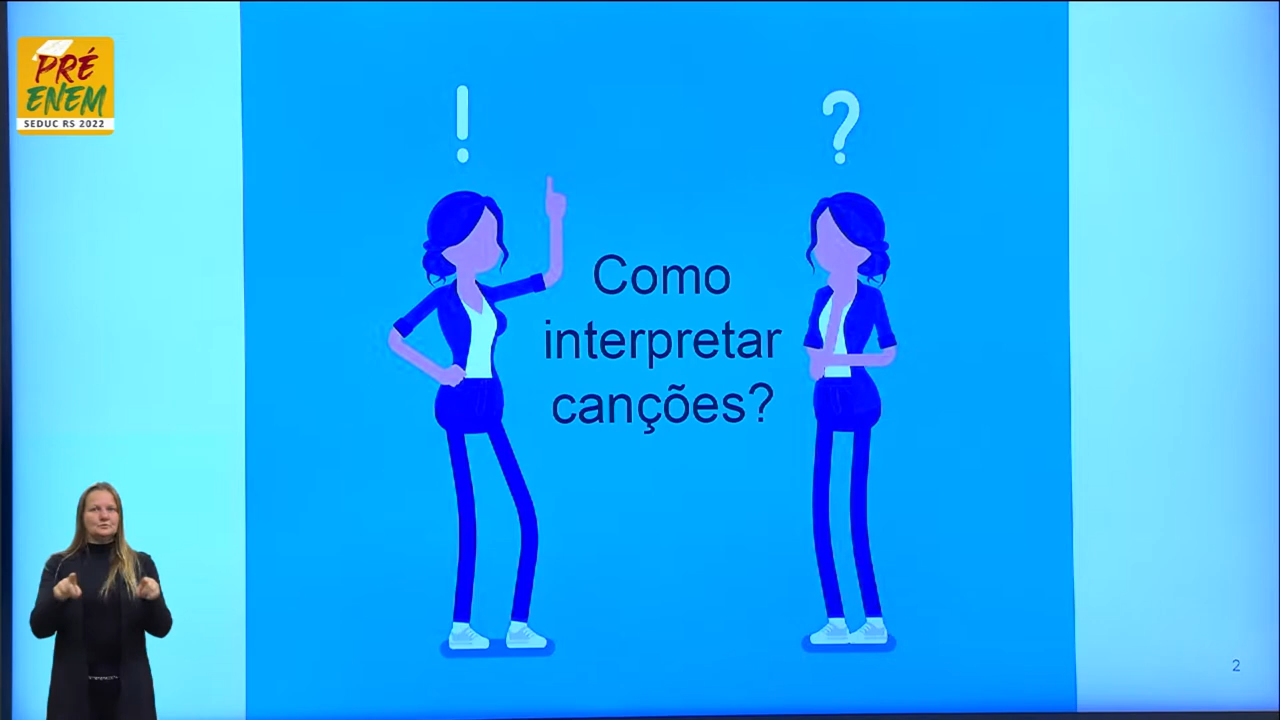 PRÉ
ENEM
SEDUC RS 2022
!
?
Como
interpretar
canções?
2